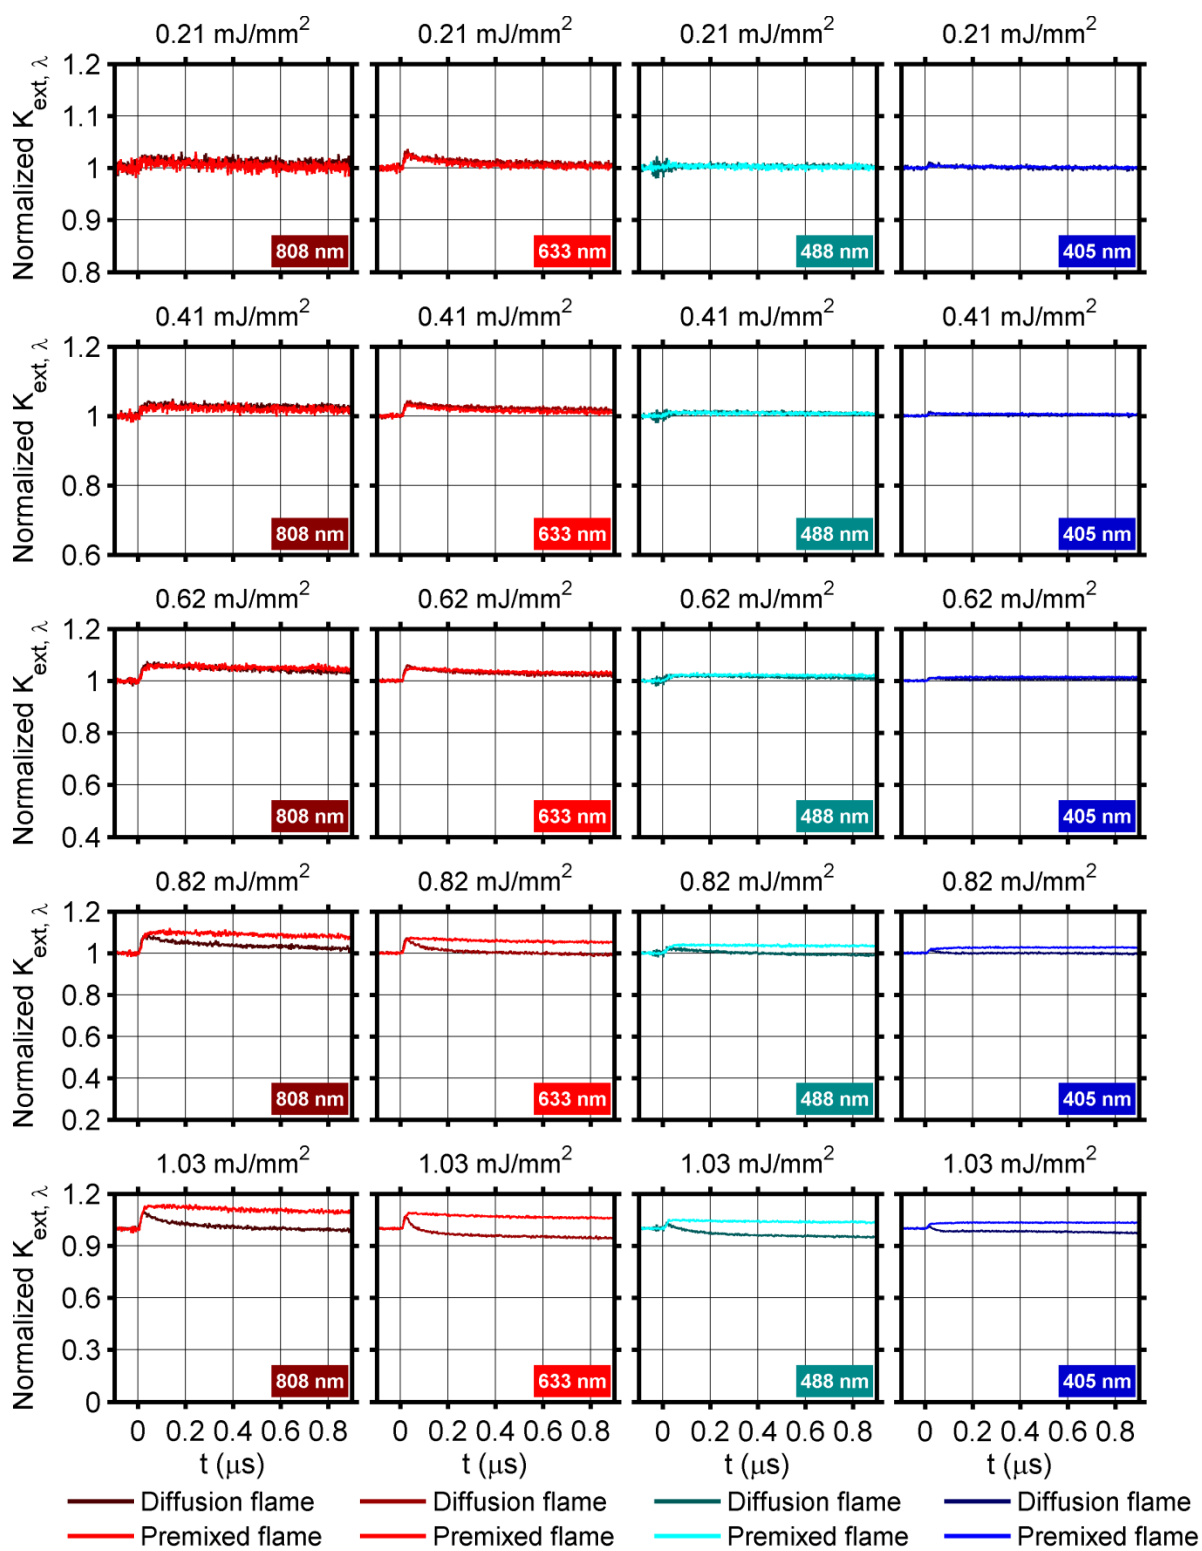 0.21 mJ/mm² 0.21 mJ/mm² 0.21 mJ/mm² 0.21 mJ/mm²
Normalized K_ext, λ
1.2
1.1
1
0.9
0.8
808 nm 633 nm 488 nm 405 nm
0.41 mJ/mm² 0.41 mJ/mm² 0.41 mJ/mm² 0.41 mJ/mm²
Normalized K_ext, λ
1.2
1
0.8
0.6
808 nm 633 nm 488 nm 405 nm
0.62 mJ/mm² 0.62 mJ/mm² 0.62 mJ/mm² 0.62 mJ/mm²
Normalized K_ext, λ
1.2
1
0.8
0.6
0.4
808 nm 633 nm 488 nm 405 nm
0.82 mJ/mm² 0.82 mJ/mm² 0.82 mJ/mm² 0.82 mJ/mm²
Normalized K_ext, λ
1.2
1
0.8
0.6
0.4
0.2
808 nm 633 nm 488 nm 405 nm
1.03 mJ/mm² 1.03 mJ/mm² 1.03 mJ/mm² 1.03 mJ/mm²
Normalized K_ext, λ
1.2
0.9
0.6
0.3
0
808 nm 633 nm 488 nm 405 nm
0 0.2 0.4 0.6 0.8 0 0.2 0.4 0.6 0.8 0 0.2 0.4 0.6 0.8 0 0.2 0.4 0.6 0.8
t (μs) t (μs) t (μs) t (μs)
Diffusion flame Diffusion flame Diffusion flame Diffusion flame
Premixed flame Premixed flame Premixed flame Premixed flame